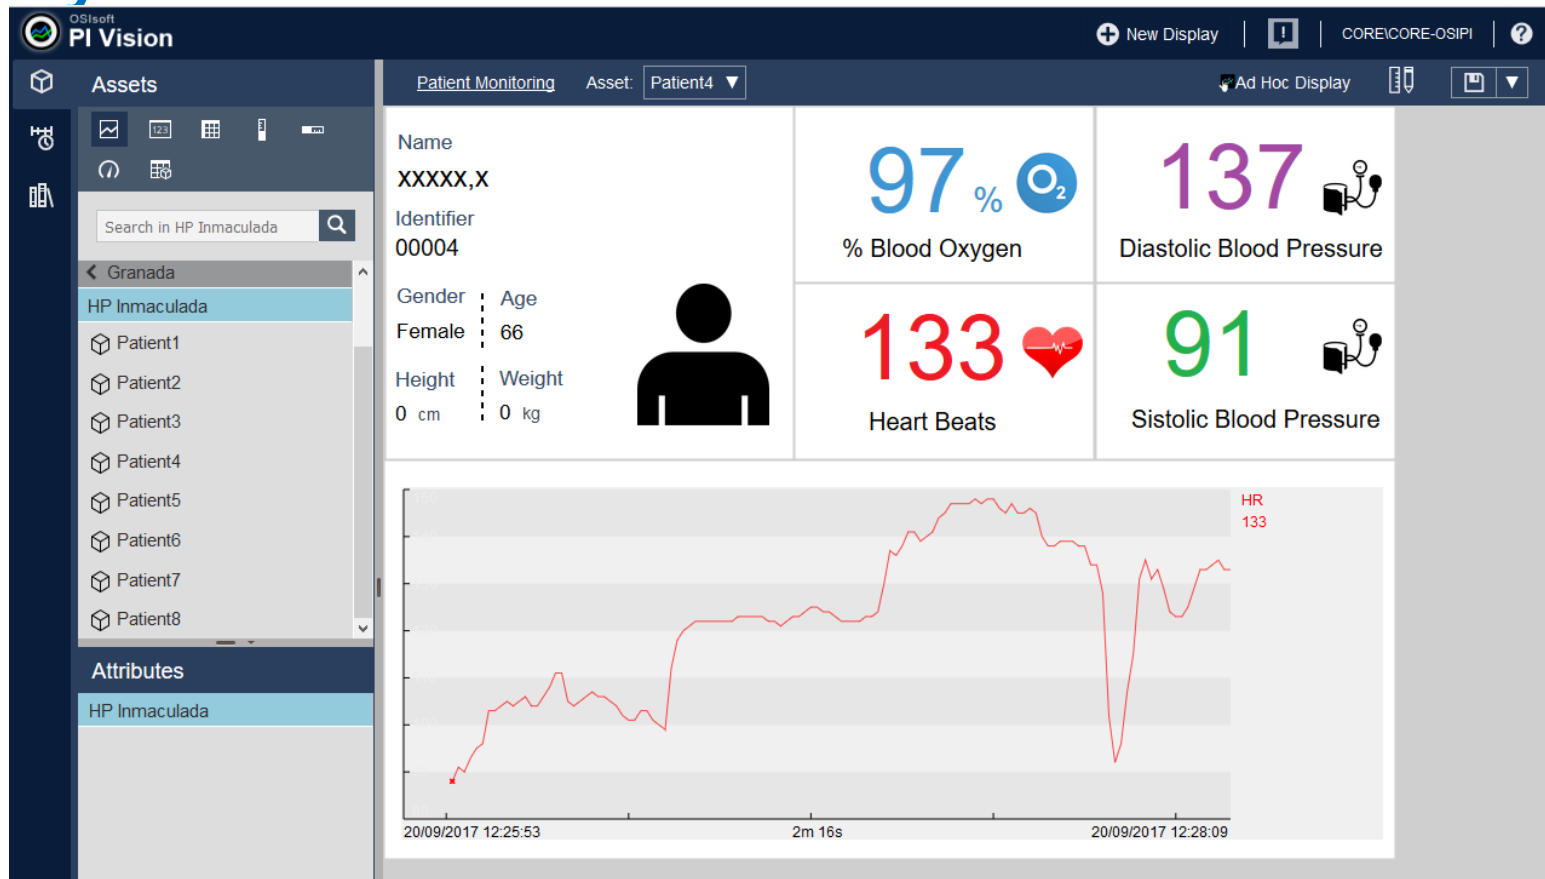 OSIsoft
PI Vision
New Display
CORE\CORE-OSIPI
Assets
Patient Monitoring
Asset: Patient4
Ad Hoc Display
123
Search in HP Inmaculada
Granada
HP Inmaculada
Patient1
Patient2
Patient3
Patient4
Patient5
Patient6
Patient7
Patient8
Attributes
HP Inmaculada
Name
XXXXX,X
Identifier
00004
Gender
Age
Female
66
Height
Weight
0 cm
0 kg
97 %
O2
% Blood Oxygen
137
Diastolic Blood Pressure
133
Heart Beats
91
Sistolic Blood Pressure
HR
133
20/09/2017 12:25:53
2m 16s
20/09/2017 12:28:09